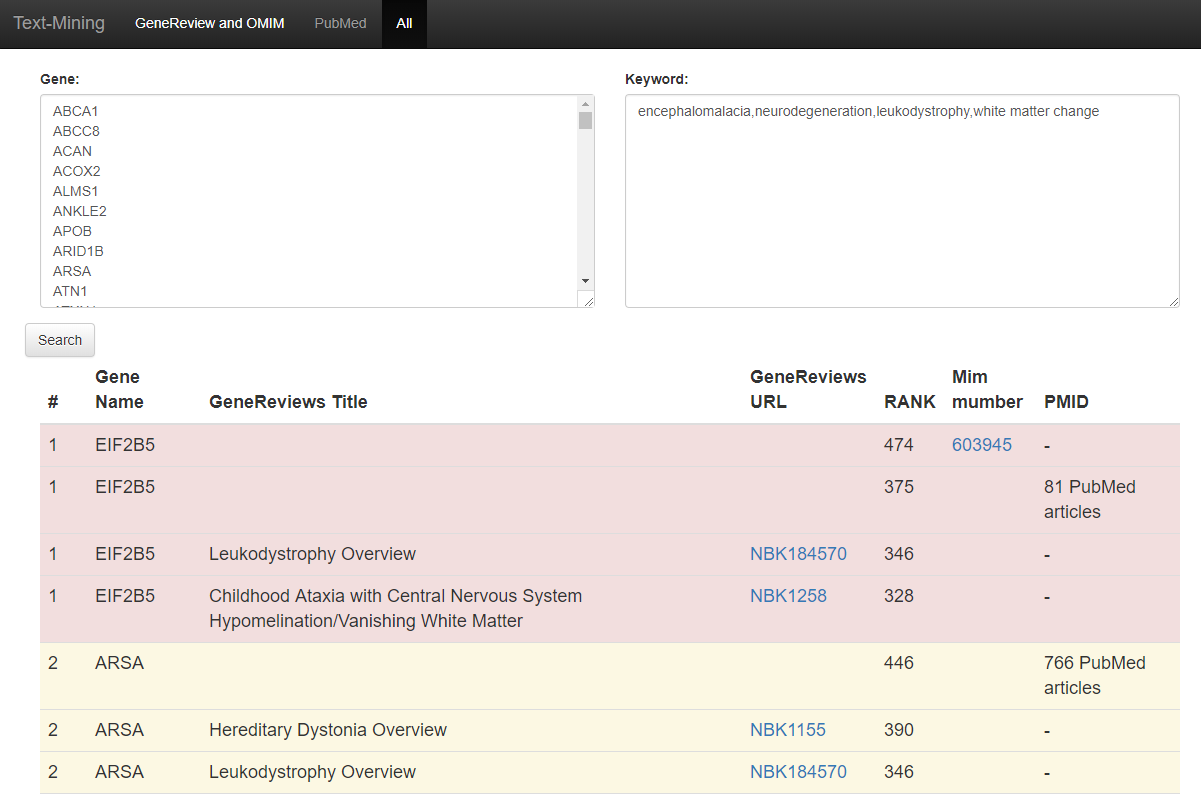 Text-Mining GeneReview and OMIM PubMed All
Gene: Keyword:
ABCA1
ABCC8
ACAN
ACOX2
ALMS1
ANKLE2
APOB
ARID1B
ARSA
ATN1
encephalomalacia,neurodegeneration,leukodystrophy,white matter change
Search
# Gene Name GeneReviews Title GeneReviews URL RANK Mim mumber PMID
1 EIF2B5 474 603945 -
1 EIF2B5 375 81 PubMed articles
1 EIF2B5 Leukodystrophy Overview NBK184570 346 -
1 EIF2B5 Childhood Ataxia with Central Nervous System Hypomelination/Vanishing White Matter NBK1258 328 -
2 ARSA 446 766 PubMed articles
2 ARSA Hereditary Dystonia Overview NBK1155 390 -
2 ARSA Leukodystrophy Overview NBK184570 346 -